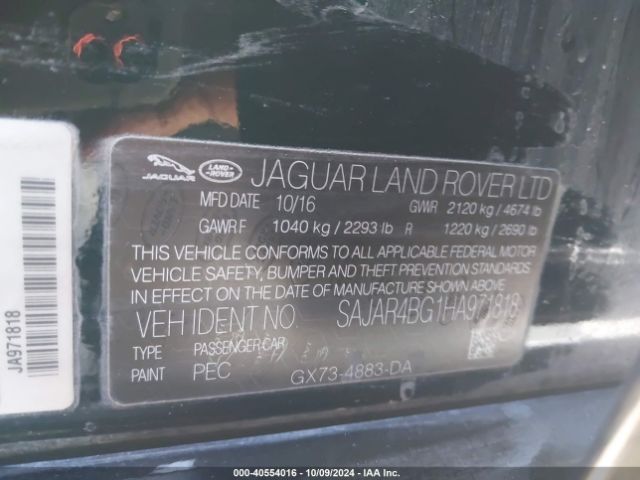 JAGUAR LAND-ROVER JAGUAR LAND ROVER LTD
MFD DATE 10/16 GWR 2120 kg / 4674 lb
GAWR F 1040 kg / 2293 lb R 1220 kg / 2690 lb
THIS VEHICLE CONFORMS TO ALL APPLICABLE FEDERAL MOTOR
VEHICLE SAFETY, BUMPER AND THEFT PREVENTION STANDARDS
IN EFFECT ON THE DATE OF MANUFACTURE SHOWN ABOVE
VEH IDENT NO. SAJAR4BG1HA971818
TYPE PASSENGER CAR
PAINT PEC GX73-4883-DA
JA971818
000-40554016 - 10/09/2024 - IAA Inc.